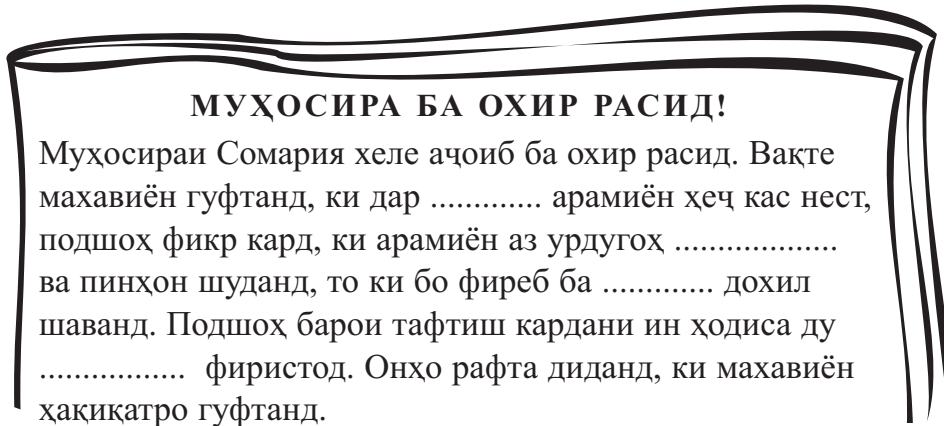 МУҲОСИРА БА ОХИР РАСИД!
Муҳосираи Сомария хеле аҷоиб ба охир расид. Вақте
махавиён гуфтанд, ки дар ............. арамиён ҳеҷ кас нест,
подшоҳ фикр кард, ки арамиён аз урдугоҳ ...................
ва пинҳон шуданд, то ки бо фиреб ба ............. дохил
шаванд. Подшоҳ барои тафтиш кардани ин ҳодиса ду
................. фиристод. Онҳо рафта диданд, ки махавиён
ҳақиқатро гуфтанд.